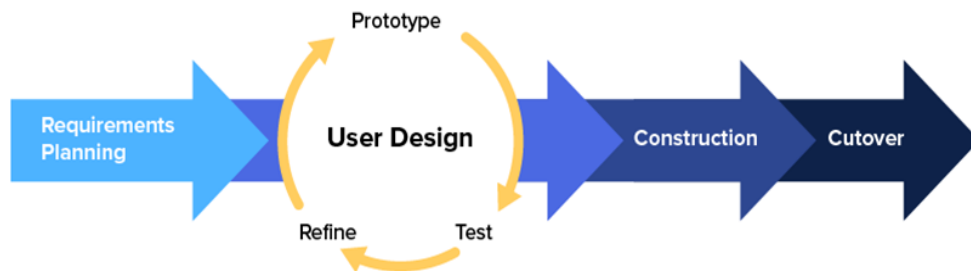 Prototype
Requirements
Planning
User Design
Construction
Cutover
Refine
Test